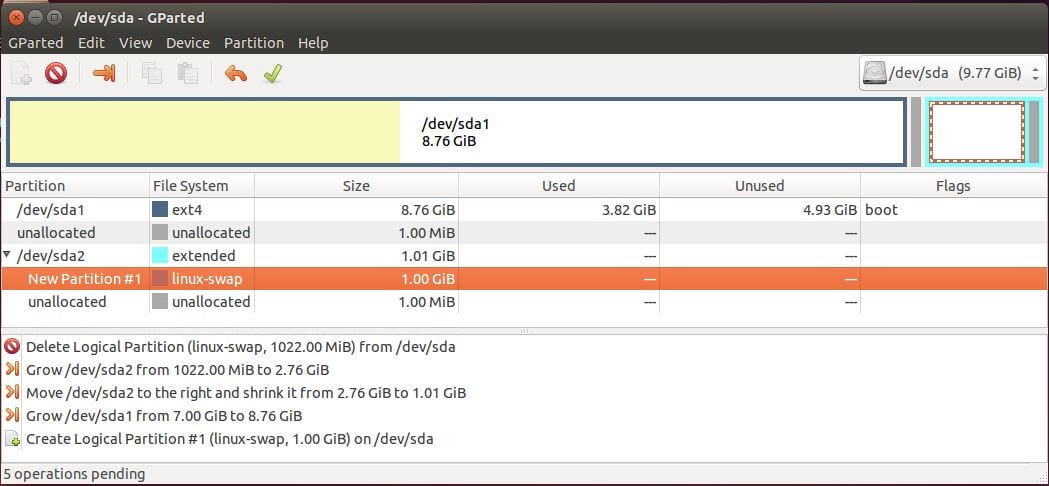 /dev/sda - GParted
GParted Edit View Device Partition Help
/dev/sda (9.77 GiB)
/dev/sda1
8.76 GiB
Partition File System Size Used Unused Flags
/dev/sda1 ext4 8.76 GiB 3.82 GiB 4.93 GiB boot
unallocated unallocated 1.00 MiB --- ---
/dev/sda2 extended 1.01 GiB --- ---
New Partition #1 linux-swap 1.00 GiB --- ---
unallocated unallocated 1.00 MiB --- ---
Delete Logical Partition (linux-swap, 1022.00 MiB) from /dev/sda
Grow /dev/sda2 from 1022.00 MiB to 2.76 GiB
Move /dev/sda2 to the right and shrink it from 2.76 GiB to 1.01 GiB
Grow /dev/sda1 from 7.00 GiB to 8.76 GiB
Create Logical Partition #1 (linux-swap, 1.00 GiB) on /dev/sda
5 operations pending